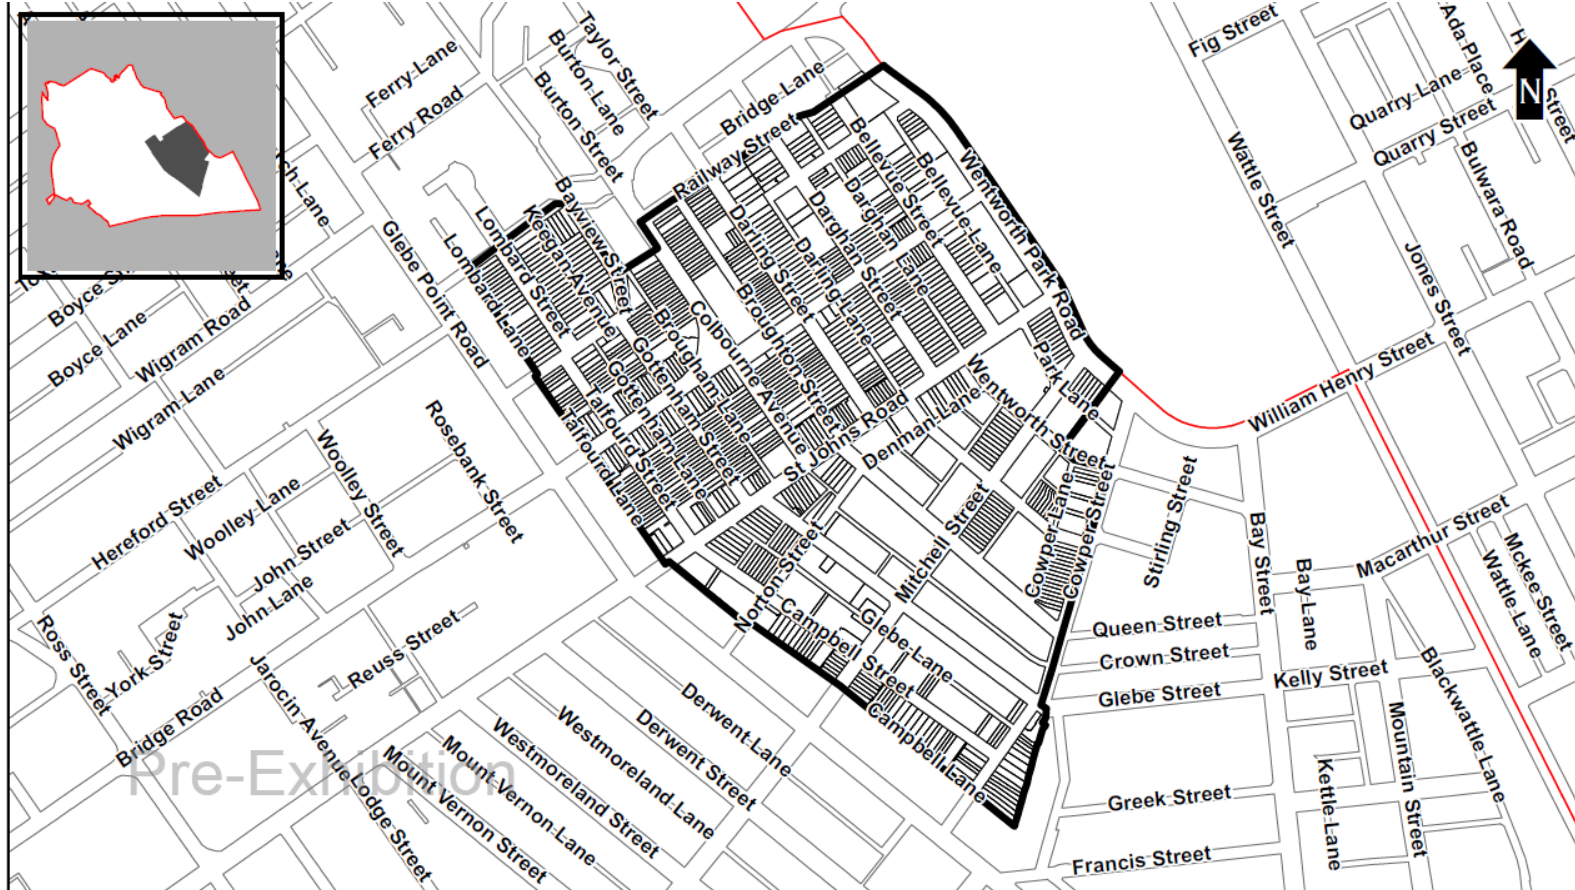 Taylor Street
Burton Lane
Burton Street
Ferry Lane
Ferry Road
Bridge Lane
Railway Street
Fig Street
Ada Place
Street
N
Quarry Lane
Quarry Street
Bulwara Road
Wattle Street
Jones Street
William Henry Street
Bellevue Street
Bellevue Lane
Wentworth Park Road
Darghan Lane
Darghan Street
Darling Street
Darling Lane
Bayview Street
Keegan Avenue
Lombard Street
Lombard Lane
Glebe Point Road
Boyce Lane
Wigram Road
Wigram Lane
Colbourne Avenue
Broughton Street
Brougham Lane
Gottenham Street
Gottenham Lane
Talfourd Street
Talfourd Lane
St Johns Road
Denman Lane
Wentworth Street
Park Lane
Rosebank Street
Hereford Street
Woolley Lane
Woolley Street
John Street
John Lane
Mitchell Street
Norton Street
Cowper Lane
Cowper Street
Stirling Street
Bay Street
Bay Lane
Macarthur Street
Mckee Street
Wattle Lane
Queen Street
Crown Street
Glebe Street
Kelly Street
Blackwattle Lane
Mountain Street
Kettle Lane
Greek Street
Francis Street
Campbell Street
Glebe Lane
Campbell Lane
Ross Street
York Street
Reuss Street
Bridge Road
Jarocin Avenue
Lodge Street
Derwent Lane
Derwent Street
Westmoreland Lane
Westmoreland Street
Mount Vernon Lane
Mount Vernon Street
Pre-Exhibition